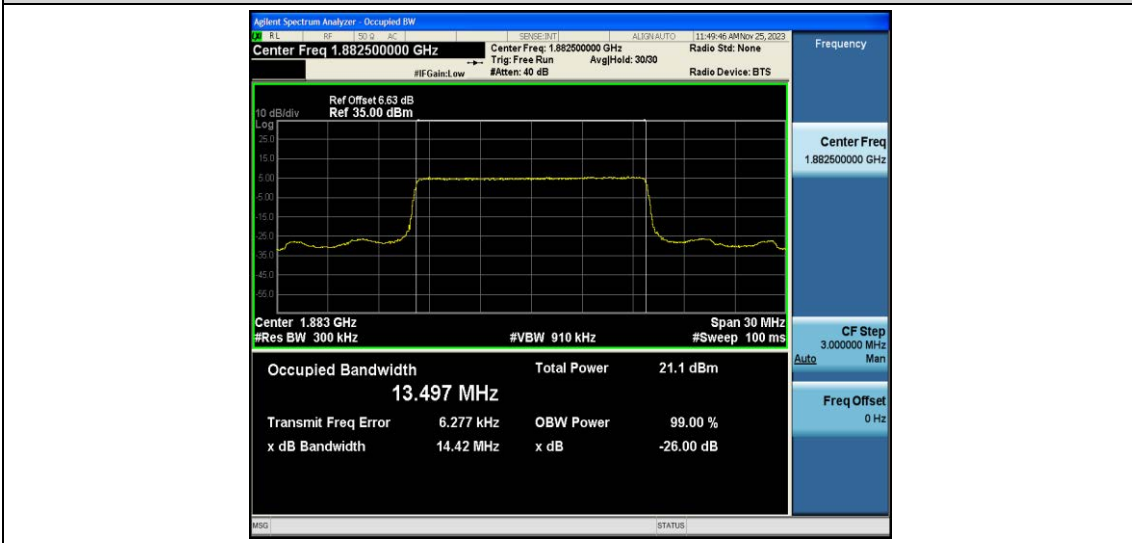 Agilent Spectrum Analyzer - Occupied BW
RL RF 50 Ω AC SENSE:INT ALIGN AUTO 11:49:46 AM Nov 25, 2023
Center Freq 1.882500000 GHz
Center Freq: 1.882500000 GHz Radio Std: None
Trig: Free Run Avg|Hold: 30/30
#IFGain:Low #Atten: 40 dB Radio Device: BTS
Ref Offset 6.63 dB
10 dB/div Ref 35.00 dBm
Log
25.0
15.0
5.00
-5.00
-15.0
-25.0
-35.0
-45.0
-55.0
Center 1.883 GHz Span 30 MHz
#Res BW 300 kHz #VBW 910 kHz #Sweep 100 ms
Occupied Bandwidth Total Power 21.1 dBm
13.497 MHz
Transmit Freq Error 6.277 kHz OBW Power 99.00 %
x dB Bandwidth 14.42 MHz x dB -26.00 dB
MSG STATUS
Frequency
Center Freq
1.882500000 GHz
CF Step
3.000000 MHz
Auto Man
Freq Offset
0 Hz